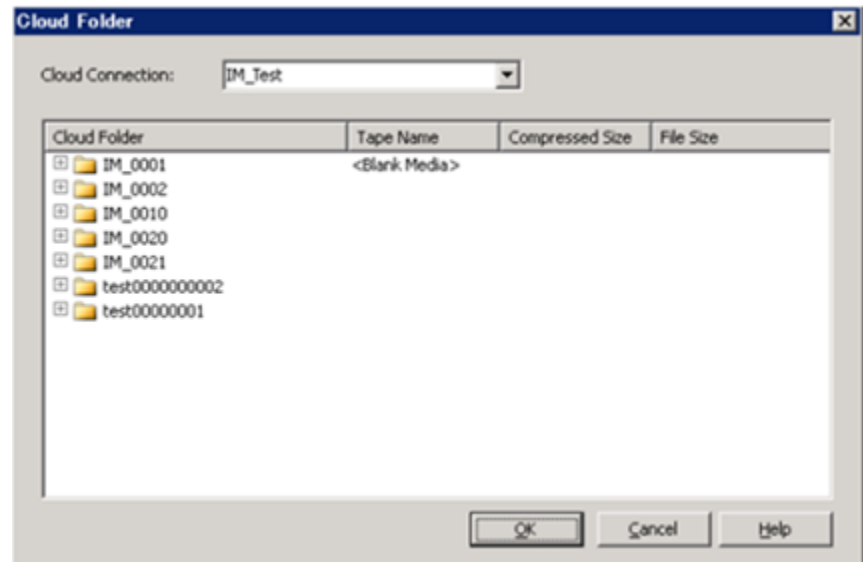 Cloud Folder
Cloud Connection: IM_Test
Cloud Folder Tape Name Compressed Size File Size
IM_0001 <Blank Media>
IM_0002
IM_0010
IM_0020
IM_0021
test0000000002
test00000001
OK Cancel Help